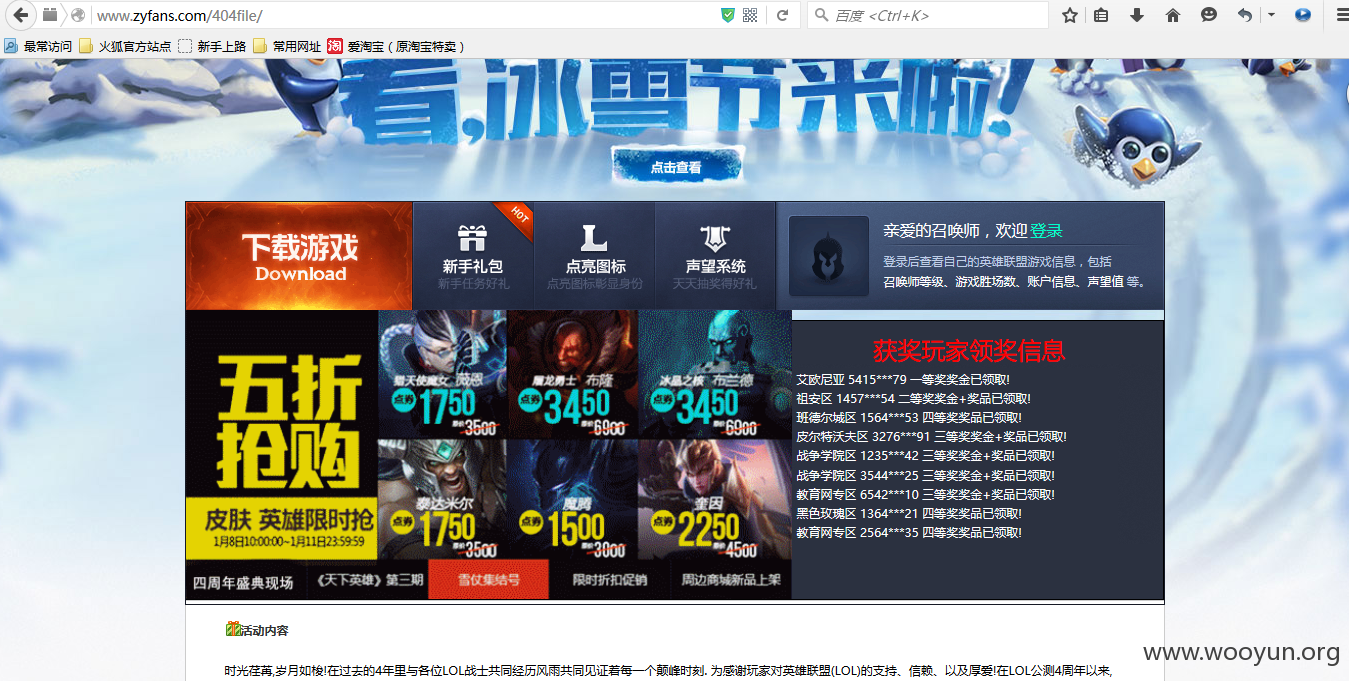 www.zyfans.com/404file/
百度 <Ctrl+K>
最常访问 火狐官方站点 新手上路 常用网址 淘 爱淘宝（原淘宝特卖）
看,冰雪节来啦!
点击查看
下载游戏
Download
HOT
新手礼包
新手任务好礼
点亮图标
点亮图标彰显身份
声望系统
天天抽奖得好礼
亲爱的召唤师，欢迎 登录
登录后查看自己的英雄联盟游戏信息，包括
召唤师等级、游戏胜场数、账户信息、声望值 等。
五折
抢购
皮肤 英雄限时抢
1月8日10:00:00~1月11日23:59:59
猎天使魔女 薇恩
点券 1750
原价 3500
屠龙勇士 布隆
点券 3450
原价 6900
冰晶之核 布兰德
点券 3450
原价 6900
泰达米尔
点券 1750
原价 3500
魔腾
点券 1500
原价 3000
奎因
点券 2250
原价 4500
四周年盛典现场 《天下英雄》第三期 雪仗集结号 限时折扣促销 周边商城新品上架
获奖玩家领奖信息
艾欧尼亚 5415***79 一等奖奖金已领取!
祖安区 1457***54 二等奖奖金+奖品已领取!
班德尔城区 1564***53 四等奖奖品已领取!
皮尔特沃夫区 3276***91 三等奖奖金+奖品已领取!
战争学院区 1235***42 三等奖奖金+奖品已领取!
战争学院区 3544***25 三等奖奖金+奖品已领取!
教育网专区 6542***10 三等奖奖金+奖品已领取!
黑色玫瑰区 1364***21 四等奖奖品已领取!
教育网专区 2564***35 四等奖奖品已领取!
活动内容
时光荏苒,岁月如梭!在过去的4年里与各位LOL战士共同经历风雨共同见证着每一个颠峰时刻. 为感谢玩家对英雄联盟(LOL)的支持、信赖、以及厚爱!在LOL公测4周年以来,
www.wooyun.org